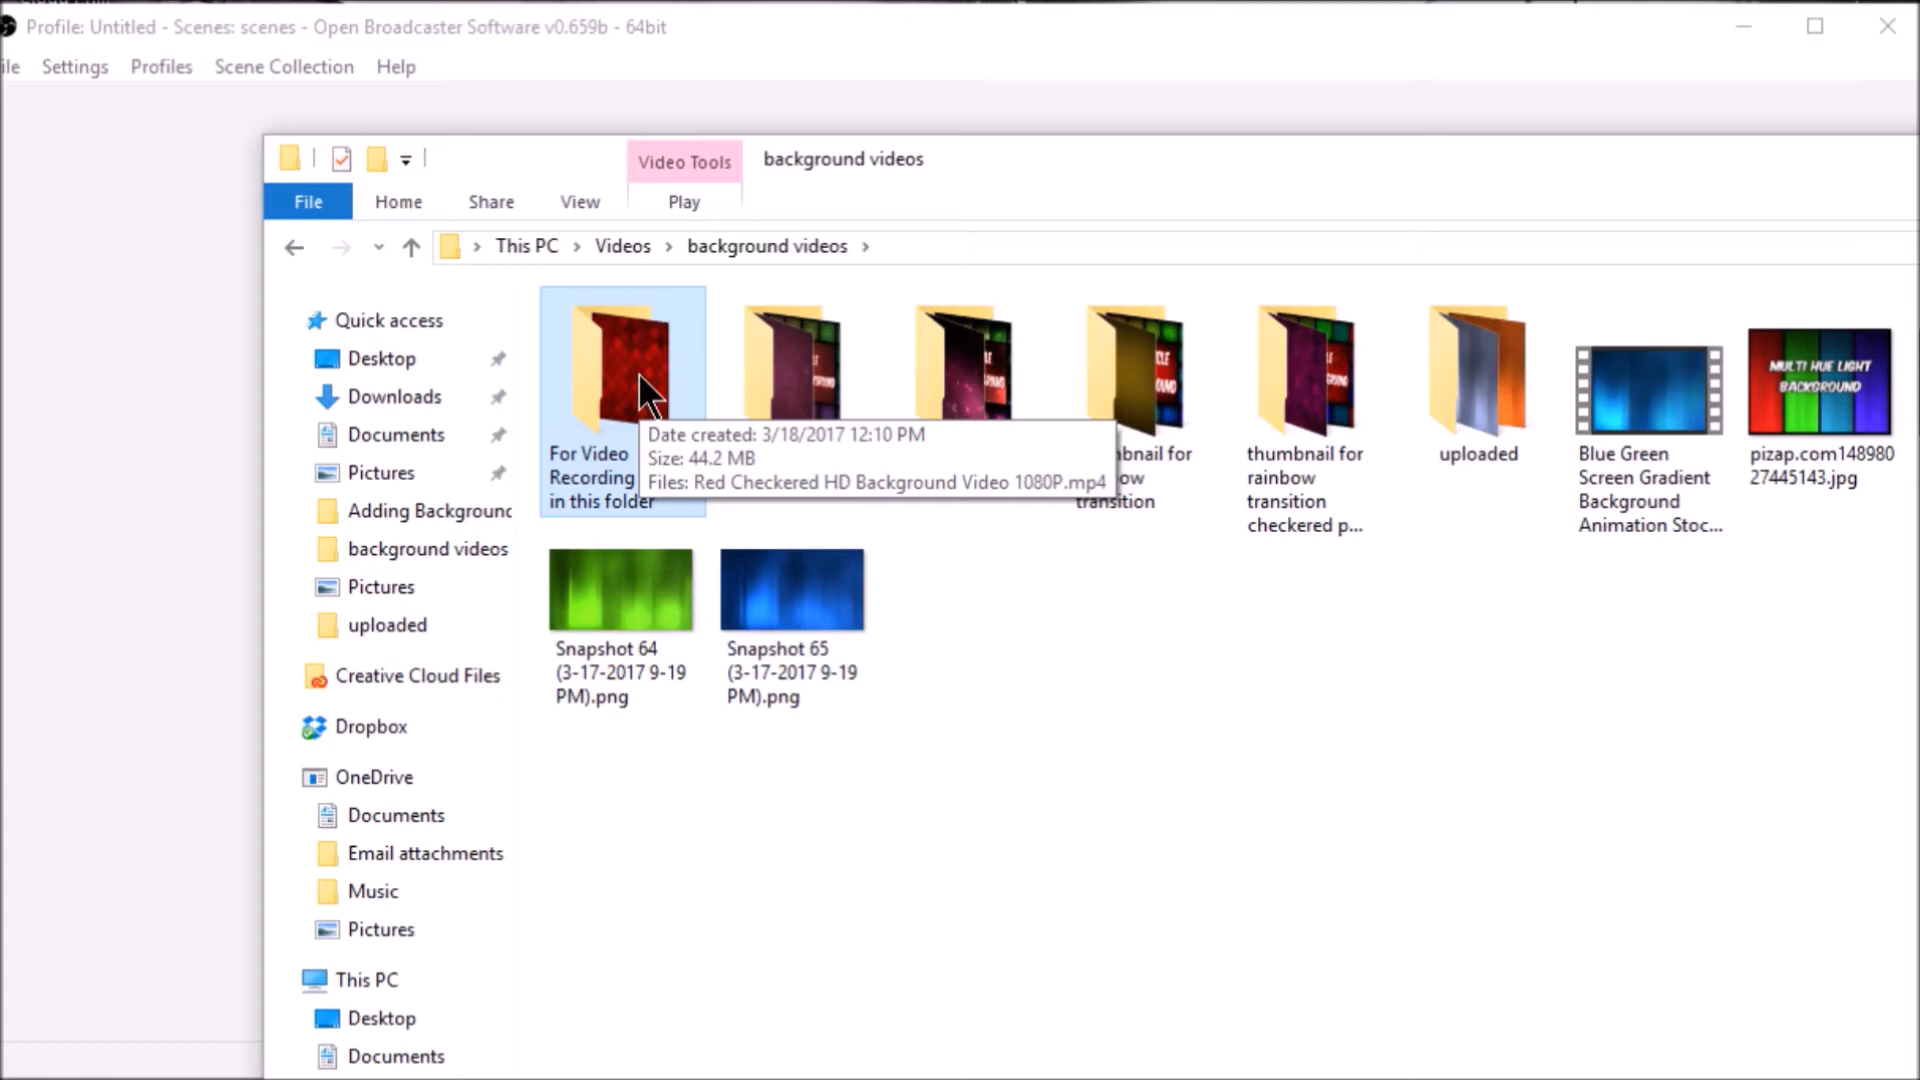 Profile: Untitled - Scenes: scenes - Open Broadcaster Software v0.659b - 64bit
ile Settings Profiles Scene Collection Help
Video Tools background videos
File Home Share View Play
This PC Videos background videos
Quick access
Desktop
Downloads
Documents
Pictures
Adding Background
background videos
Pictures
uploaded
Creative Cloud Files
Dropbox
OneDrive
Documents
Email attachments
Music
Pictures
This PC
Desktop
Documents
For Video
Recording
in this folder
Date created: 3/18/2017 12:10 PM
Size: 44.2 MB
Files: Red Checkered HD Background Video 1080P.mp4
bnail for
ow
transition
thumbnail for
rainbow
transition
checkered p...
uploaded
Blue Green
Screen Gradient
Background
Animation Stoc...
MULTI HUE LIGHT
BACKGROUND
pizap.com148980
27445143.jpg
Snapshot 64
(3-17-2017 9-19
PM).png
Snapshot 65
(3-17-2017 9-19
PM).png